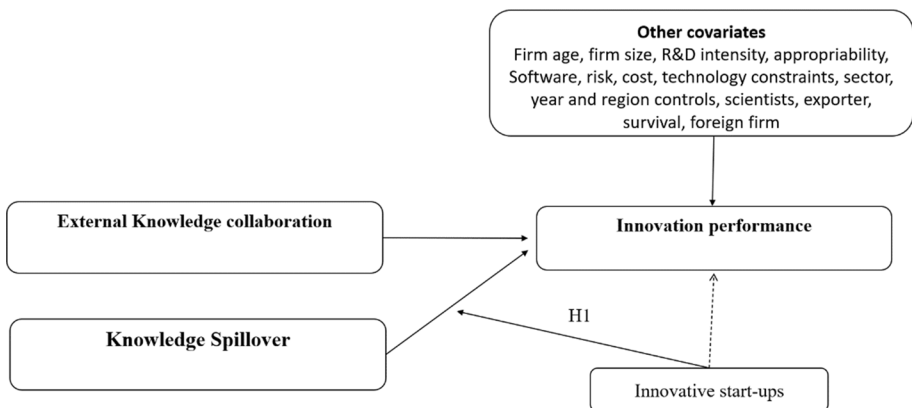 Other covariates
Firm age, firm size, R&D intensity, appropriability,
Software, risk, cost, technology constraints, sector,
year and region controls, scientists, exporter,
survival, foreign firm
External Knowledge collaboration
Innovation performance
Knowledge Spillover
H1
Innovative start-ups